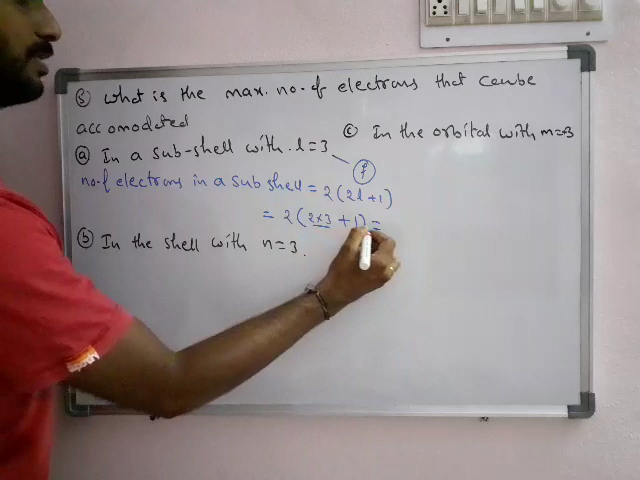 ⑤ What is the max. no. of electrons that canbe
accomodated
ⓐ In a sub-shell with. l=3
f
no. of electrons in a sub shell = 2(2l+1)
= 2(2×3+1) =
ⓑ In the shell with n=3.
ⓒ In the orbital with m=3